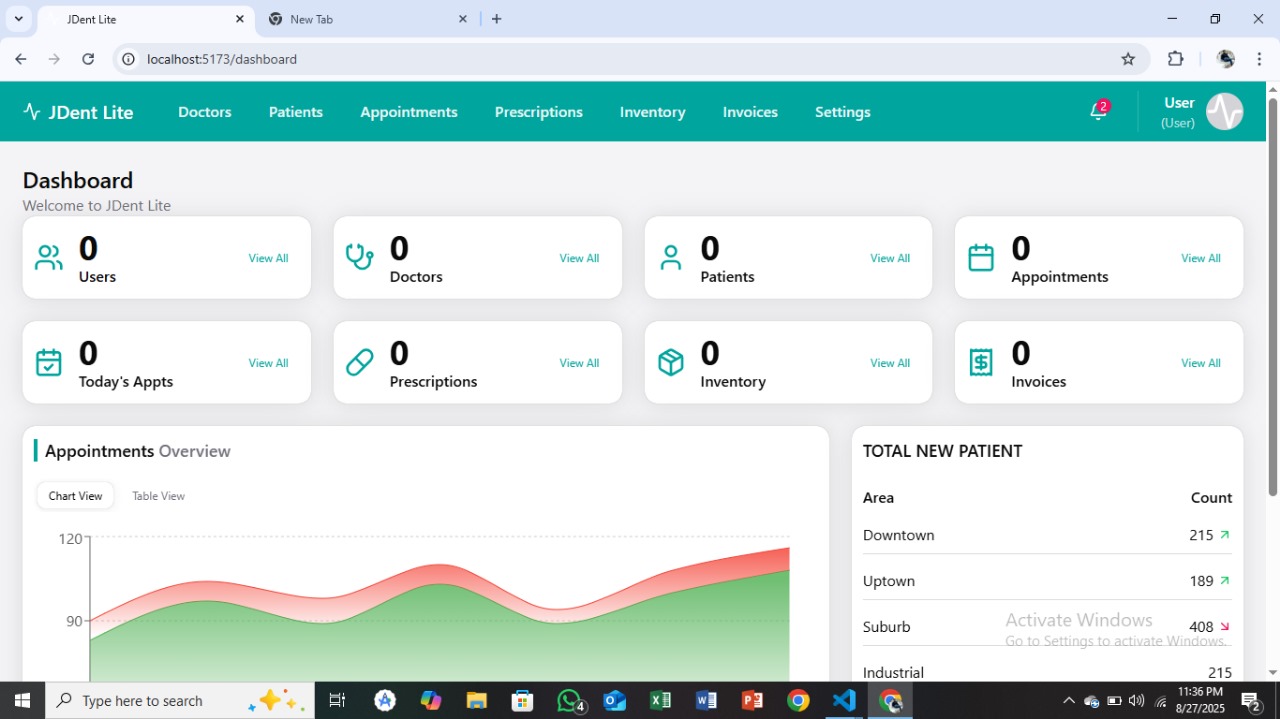 JDent Lite
New Tab
localhost:5173/dashboard
JDent Lite Doctors Patients Appointments Prescriptions Inventory Invoices Settings 2 User
(User)
Dashboard
Welcome to JDent Lite
0 Users View All
0 Doctors View All
0 Patients View All
0 Appointments View All
0 Today's Appts View All
0 Prescriptions View All
0 Inventory View All
0 Invoices View All
Appointments Overview
Chart View Table View
120
90
TOTAL NEW PATIENT
Area Count
Downtown 215
Uptown 189
Suburb 408
Industrial 215
Activate Windows
Go to Settings to activate Windows.
Type here to search
4
11:36 PM
8/27/2025
2